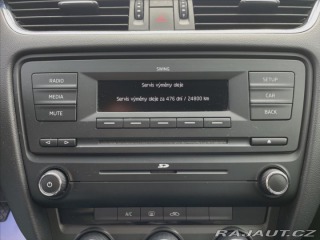 SWING
RADIO
MEDIA
MUTE
Servis výměny oleje
Servis výměny oleje za 476 dní / 24800 km
SETUP
CAR
BACK
A/C
RAJAUTA.CZ